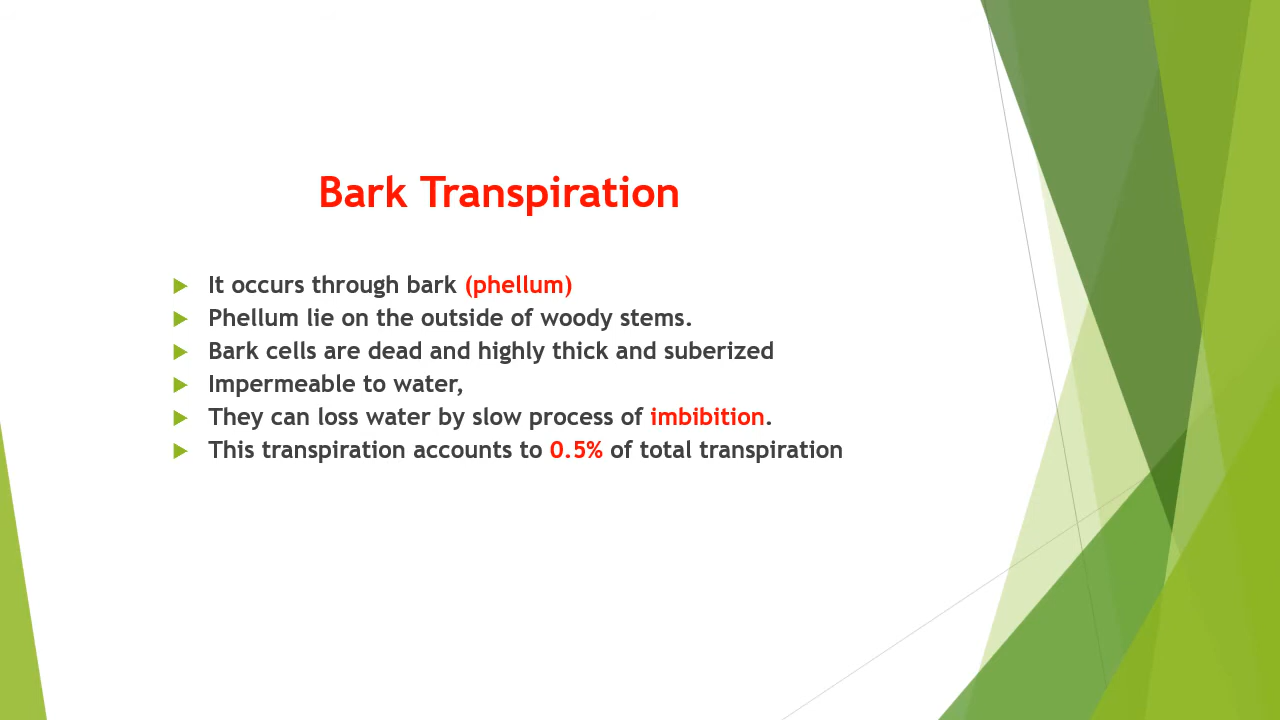 Bark Transpiration
It occurs through bark (phellum)
Phellum lie on the outside of woody stems.
Bark cells are dead and highly thick and suberized
Impermeable to water,
They can loss water by slow process of imbibition.
This transpiration accounts to 0.5% of total transpiration